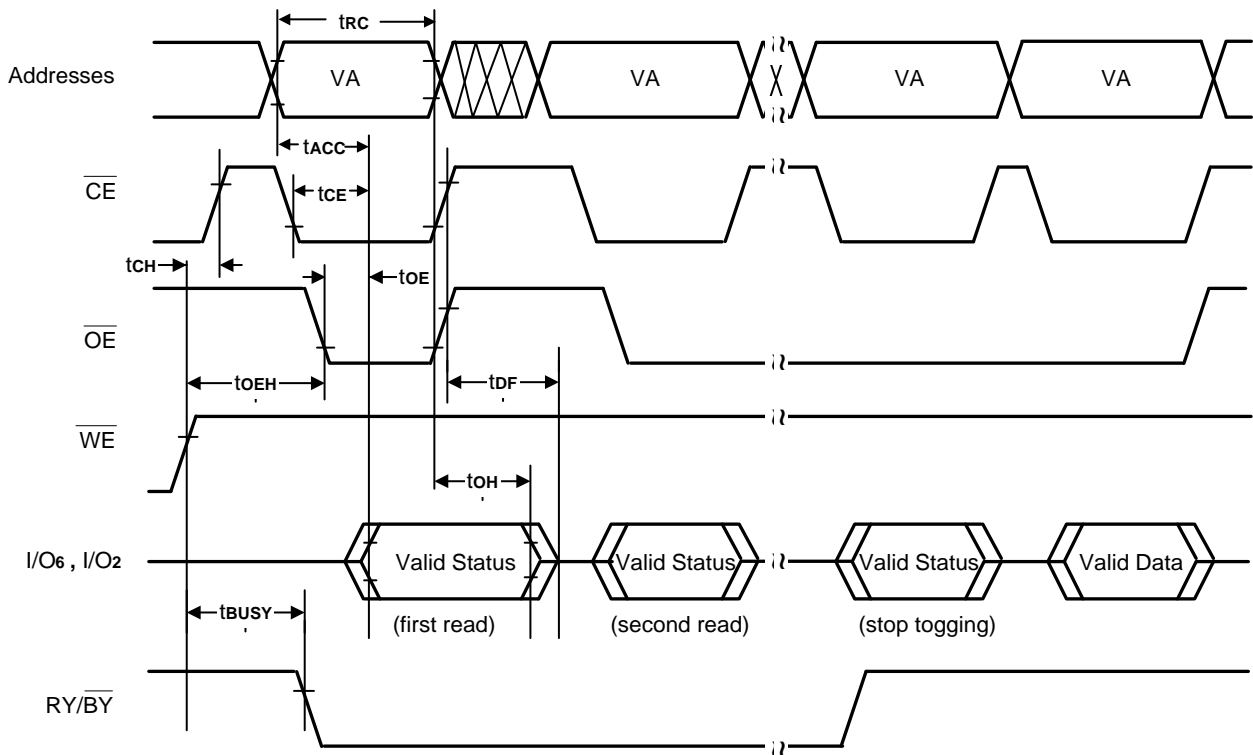 tRC
Addresses VA VA VA VA
tACC
CE tCE
tCH tOE
OE
tOEH tDF
WE
tOH
I/O6 , I/O2 Valid Status Valid Status Valid Status Valid Data
tBUSY (first read) (second read) (stop togging)
RY/BY